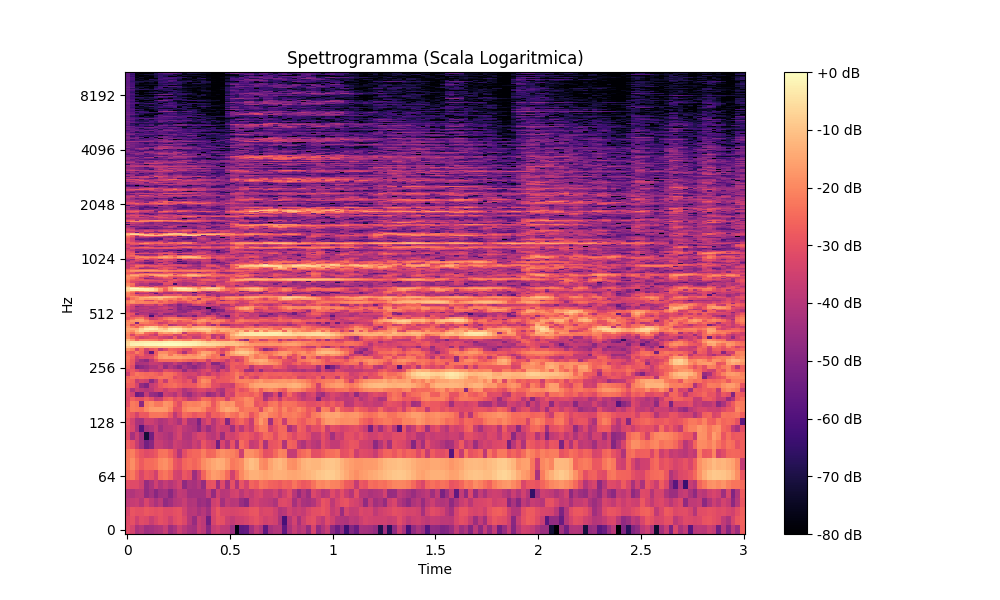 Spettrogramma (Scala Logaritmica)
Hz
8192
4096
2048
1024
512
256
128
64
0
0
0.5
1
1.5
2
2.5
3
Time
+0 dB
-10 dB
-20 dB
-30 dB
-40 dB
-50 dB
-60 dB
-70 dB
-80 dB